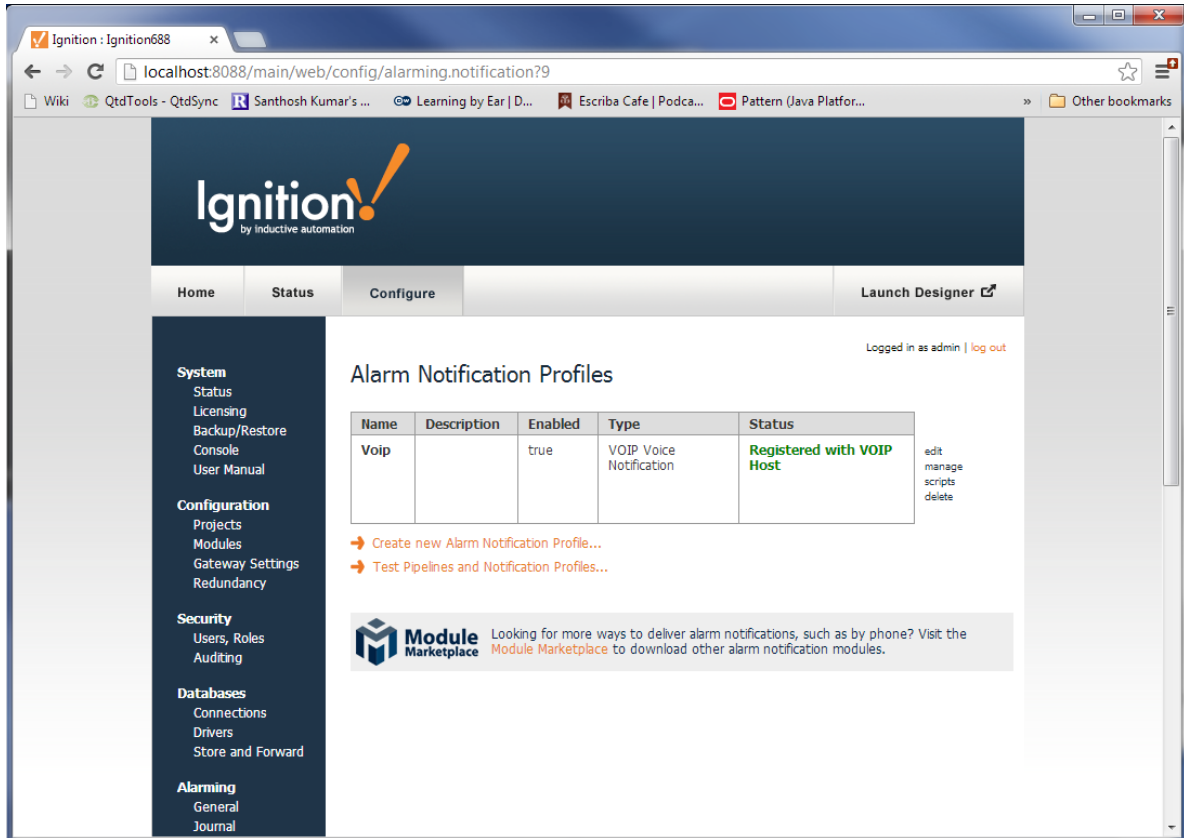 Ignition : Ignition688
localhost:8088/main/web/config/alarming.notification?9
Wiki QtdTools - QtdSync Santhosh Kumar's ... Learning by Ear | D... Escriba Cafe | Podca... Pattern (Java Platfor... » Other bookmarks
Ignition!
by inductive automation
Home Status Configure Launch Designer
Logged in as admin | log out
System
Status
Licensing
Backup/Restore
Console
User Manual
Configuration
Projects
Modules
Gateway Settings
Redundancy
Security
Users, Roles
Auditing
Databases
Connections
Drivers
Store and Forward
Alarming
General
Journal
Alarm Notification Profiles
Name Description Enabled Type Status
Voip true VOIP Voice Notification Registered with VOIP Host
edit
manage
scripts
delete
Create new Alarm Notification Profile...
Test Pipelines and Notification Profiles...
Module
Marketplace
Looking for more ways to deliver alarm notifications, such as by phone? Visit the
Module Marketplace to download other alarm notification modules.